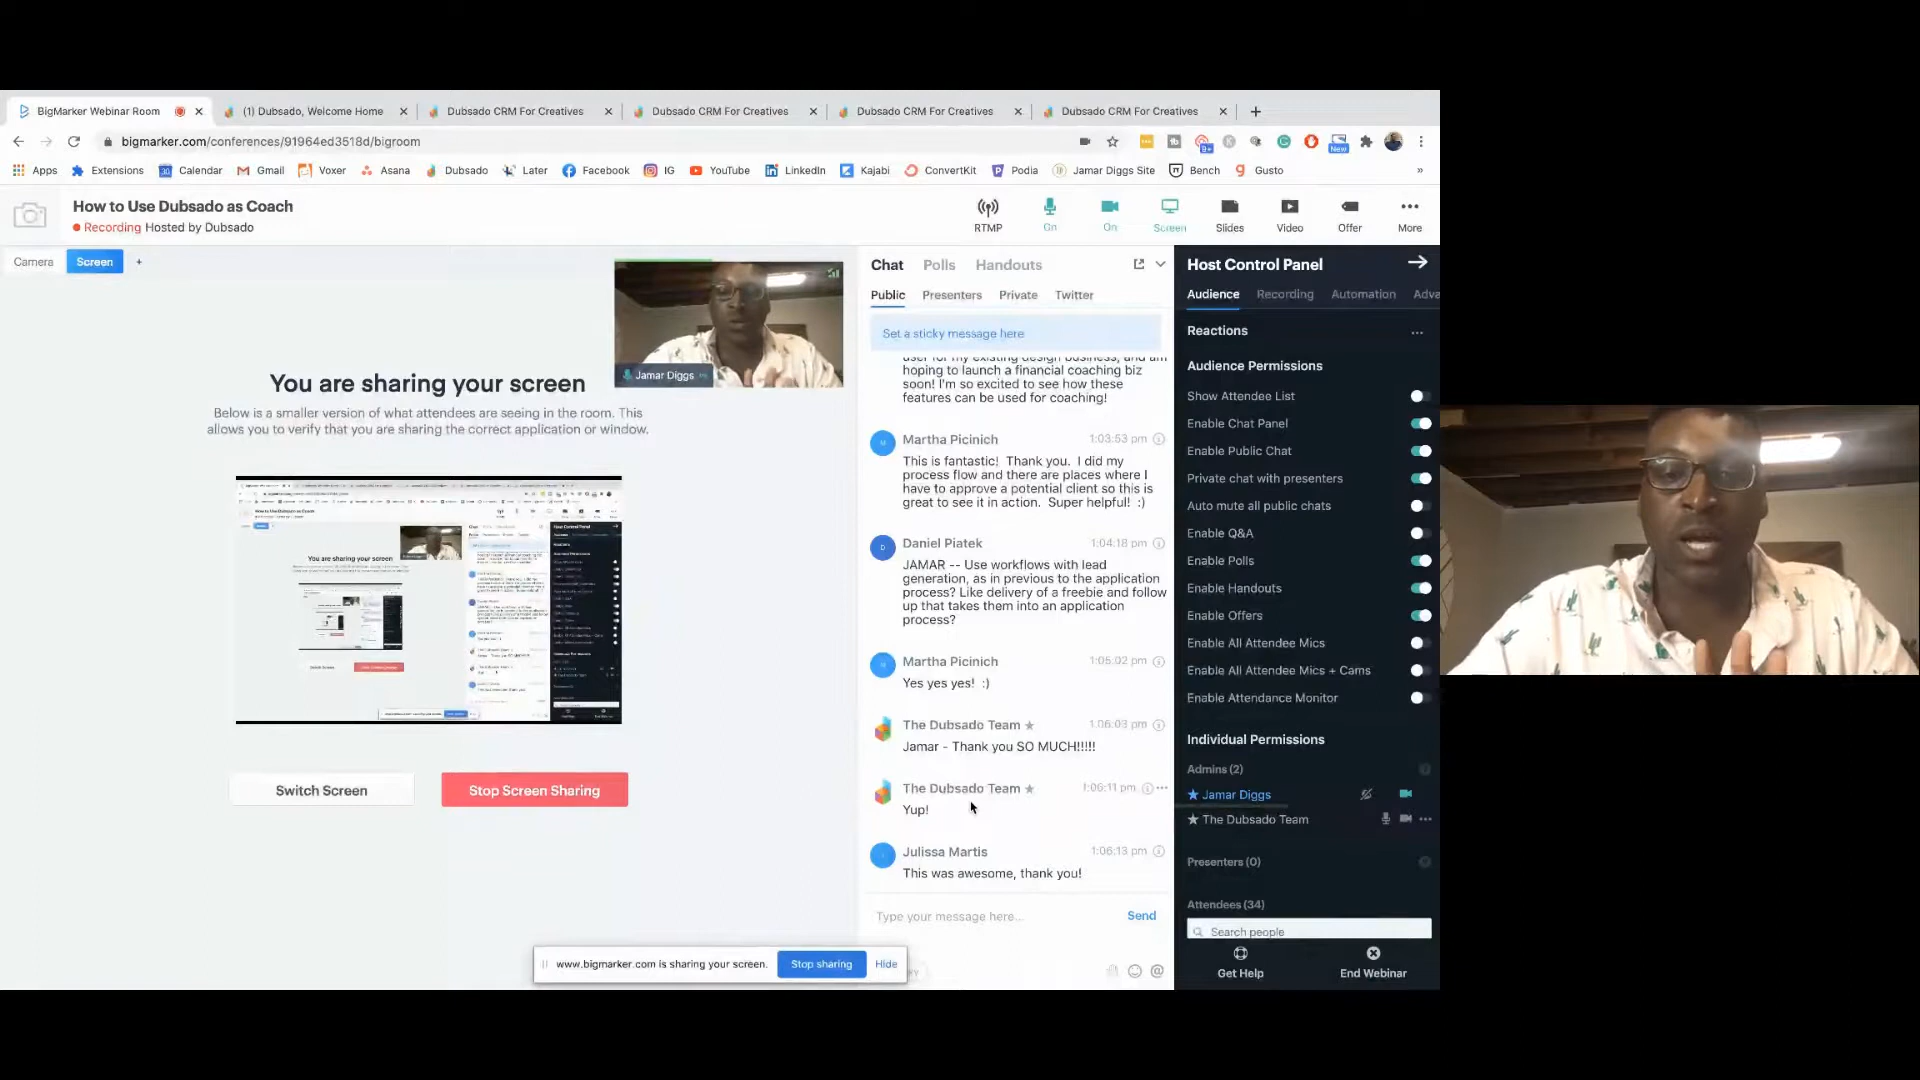 BigMarker Webinar Room
(1) Dubsado, Welcome Home
Dubsado CRM For Creatives
Dubsado CRM For Creatives
Dubsado CRM For Creatives
Dubsado CRM For Creatives
bigmarker.com/conferences/91964ed3518d/bigroom
9+
New
Apps
Extensions
Calendar
Gmail
Voxer
Asana
Dubsado
Later
Facebook
IG
YouTube
LinkedIn
Kajabi
ConvertKit
Podia
Jamar Diggs Site
Bench
Gusto
»
How to Use Dubsado as Coach
Recording Hosted by Dubsado
RTMP
On
On
Screen
Slides
Video
Offer
More
Camera
Screen
+
Jamar Diggs
You are sharing your screen
Below is a smaller version of what attendees are seeing in the room. This
allows you to verify that you are sharing the correct application or window.
Switch Screen
Stop Screen Sharing
Chat
Polls
Handouts
Public
Presenters
Private
Twitter
Set a sticky message here
user for my existing design business, and am
hoping to launch a financial coaching biz
soon! I'm so excited to see how these
features can be used for coaching!
Martha Picinich 1:03:53 pm
This is fantastic! Thank you. I did my
process flow and there are places where I
have to approve a potential client so this is
great to see it in action. Super helpful! :)
Daniel Piatek 1:04:18 pm
JAMAR -- Use workflows with lead
generation, as in previous to the application
process? Like delivery of a freebie and follow
up that takes them into an application
process?
Martha Picinich 1:05:02 pm
Yes yes yes! :)
The Dubsado Team ★ 1:06:03 pm
Jamar - Thank you SO MUCH!!!!!
The Dubsado Team ★ 1:06:11 pm
Yup!
Julissa Martis 1:06:13 pm
This was awesome, thank you!
Type your message here...
Send
www.bigmarker.com is sharing your screen.
Stop sharing
Hide
Host Control Panel
Audience
Recording
Automation
Adva
Reactions
Audience Permissions
Show Attendee List
Enable Chat Panel
Enable Public Chat
Private chat with presenters
Auto mute all public chats
Enable Q&A
Enable Polls
Enable Handouts
Enable Offers
Enable All Attendee Mics
Enable All Attendee Mics + Cams
Enable Attendance Monitor
Individual Permissions
Admins (2)
★ Jamar Diggs
★ The Dubsado Team
Presenters (0)
Attendees (34)
Search people
Get Help
End Webinar